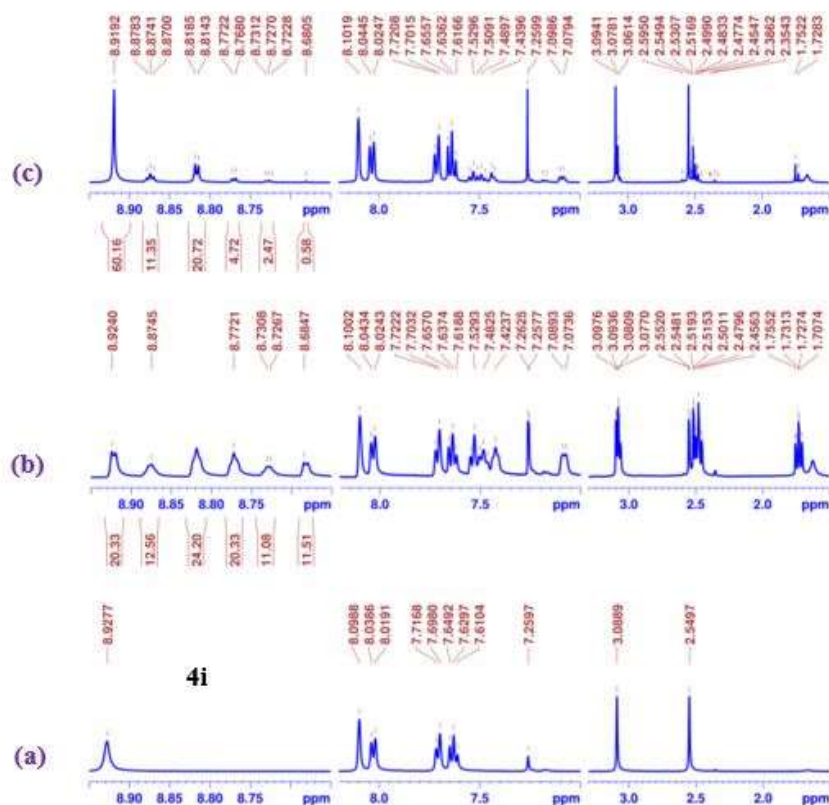 8.9192 8.8783 8.8741 8.8700 8.8185 8.8143 8.7722 8.7680 8.7312 8.7270 8.7228 8.6805
8.1019 8.0445 8.0247 7.7208 7.7015 7.6557 7.6362 7.6166 7.5296 7.5091 7.4897 7.4396 7.2599 7.0986 7.0794
3.0941 3.0781 3.0614 2.5950 2.5494 2.5307 2.5169 2.4990 2.4833 2.4774 2.4547 2.3862 2.3543 1.7522 1.7283
(c)
8.90 8.85 8.80 8.75 ppm 8.0 7.5 ppm 3.0 2.5 2.0 ppm
60.16 11.35 20.72 4.72 2.47 0.58
8.9240 8.8745 8.7721 8.7308 8.7267 8.6847
8.1002 8.0434 8.0243 7.7222 7.7032 7.6570 7.6374 7.6188 7.5293 7.4825 7.4237 7.2625 7.2577 7.0893 7.0736
3.0976 3.0936 3.0809 3.0770 2.5520 2.5481 2.5193 2.5153 2.5011 2.4796 2.4563 1.7552 1.7313 1.7274 1.7074
(b)
8.90 8.85 8.80 8.75 ppm 8.0 7.5 ppm 3.0 2.5 2.0 ppm
20.33 12.56 24.20 20.33 11.08 11.51
8.9277
8.0988 8.0386 8.0191 7.7168 7.6980 7.6492 7.6297 7.6104 7.2597
3.0889 2.5497
4i
(a)
8.90 8.85 8.80 8.75 ppm 8.0 7.5 ppm 3.0 2.5 2.0 ppm